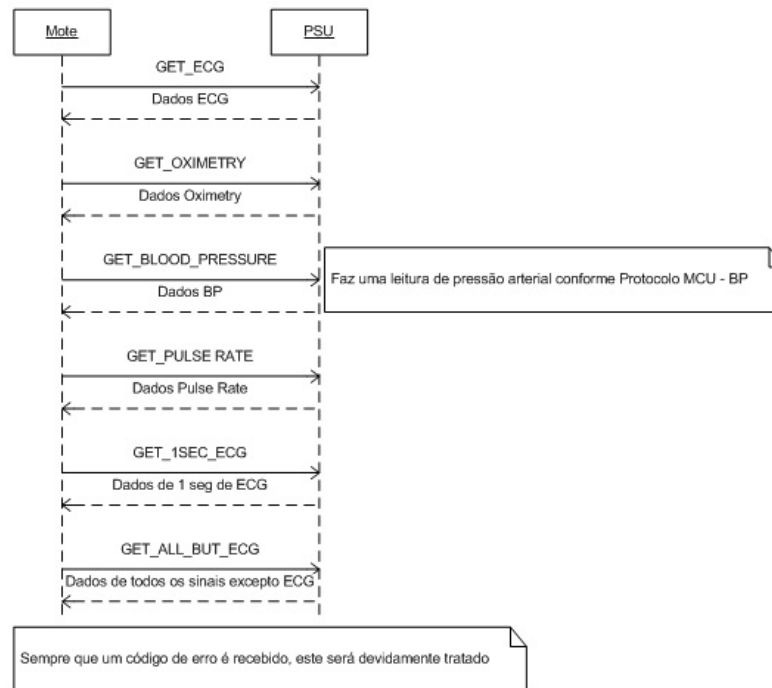 Mote
PSU
GET_ECG
Dados ECG
GET_OXIMETRY
Dados Oximetry
GET_BLOOD_PRESSURE
Dados BP
Faz uma leitura de pressão arterial conforme Protocolo MCU - BP
GET_PULSE RATE
Dados Pulse Rate
GET_1SEC_ECG
Dados de 1 seg de ECG
GET_ALL_BUT_ECG
Dados de todos os sinais excepto ECG
Sempre que um código de erro é recebido, este será devidamente tratado